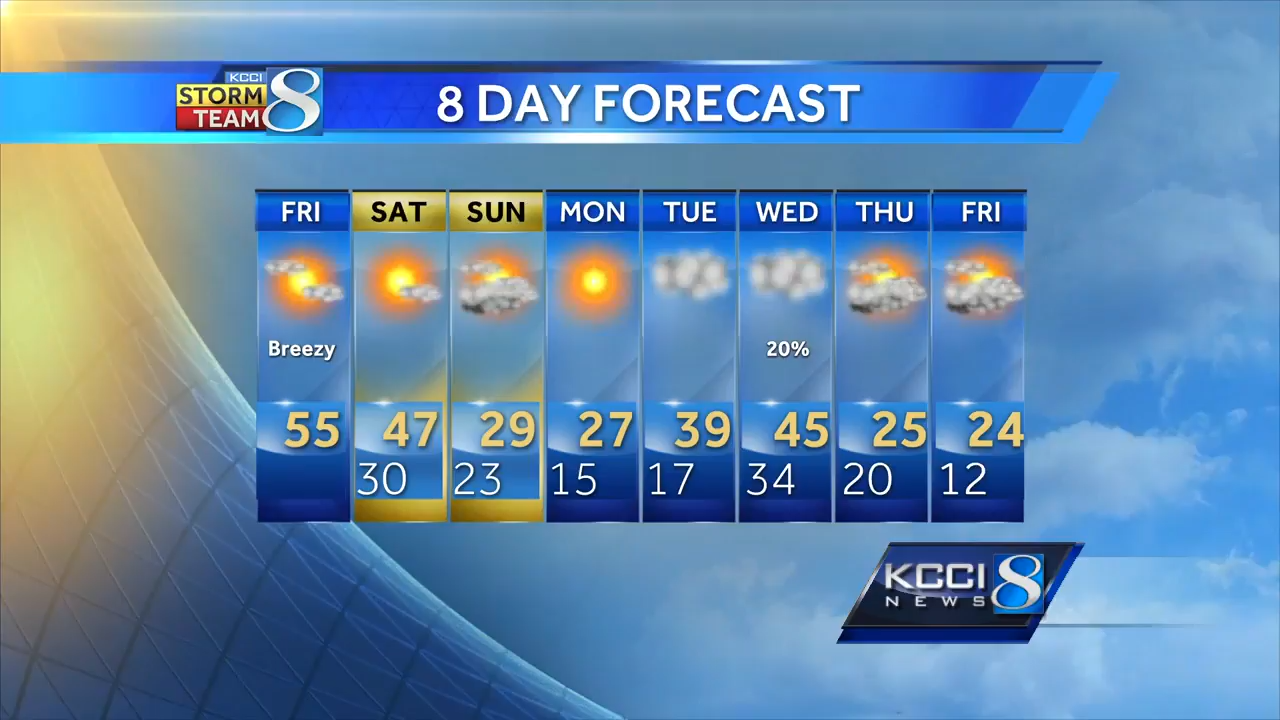 KCCI
STORM
TEAM 8
8 DAY FORECAST
FRI SAT SUN MON TUE WED THU FRI
Breezy 20%
55 47 29 27 39 45 25 24
30 23 15 17 34 20 12
KCCI 8
NEWS